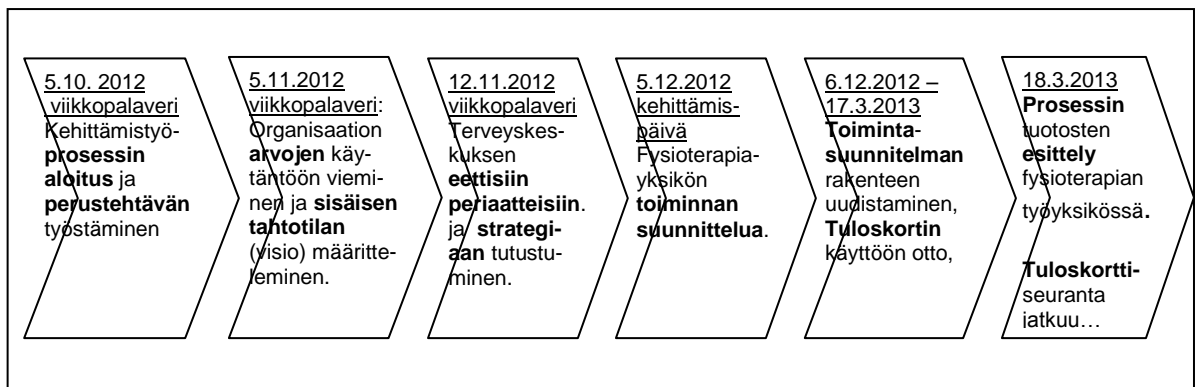 5.10. 2012
viikkopalaveri
Kehittämistyö-
prosessin
aloitus ja
perustehtävän
työstäminen
5.11.2012
viikkopalaveri:
Organisaation
arvojen käy-
täntöön viemi-
nen ja sisäisen
tahtotilan
(visio) määritte-
leminen.
12.11.2012
viikkopalaveri
Terveyskes-
kuksen
eettisiin
periaatteisiin.
ja strategi-
aan tutustu-
minen.
5.12.2012
kehittämis-
päivä
Fysioterapia-
yksikön
toiminnan
suunnittelua.
6.12.2012 –
17.3.2013
Toiminta-
suunnitelman
rakenteen
uudistaminen,
Tuloskortin
käyttöön otto,
18.3.2013
Prosessin
tuotosten
esittely
fysioterapian
työyksikössä.
Tuloskortti-
seuranta
jatkuu…